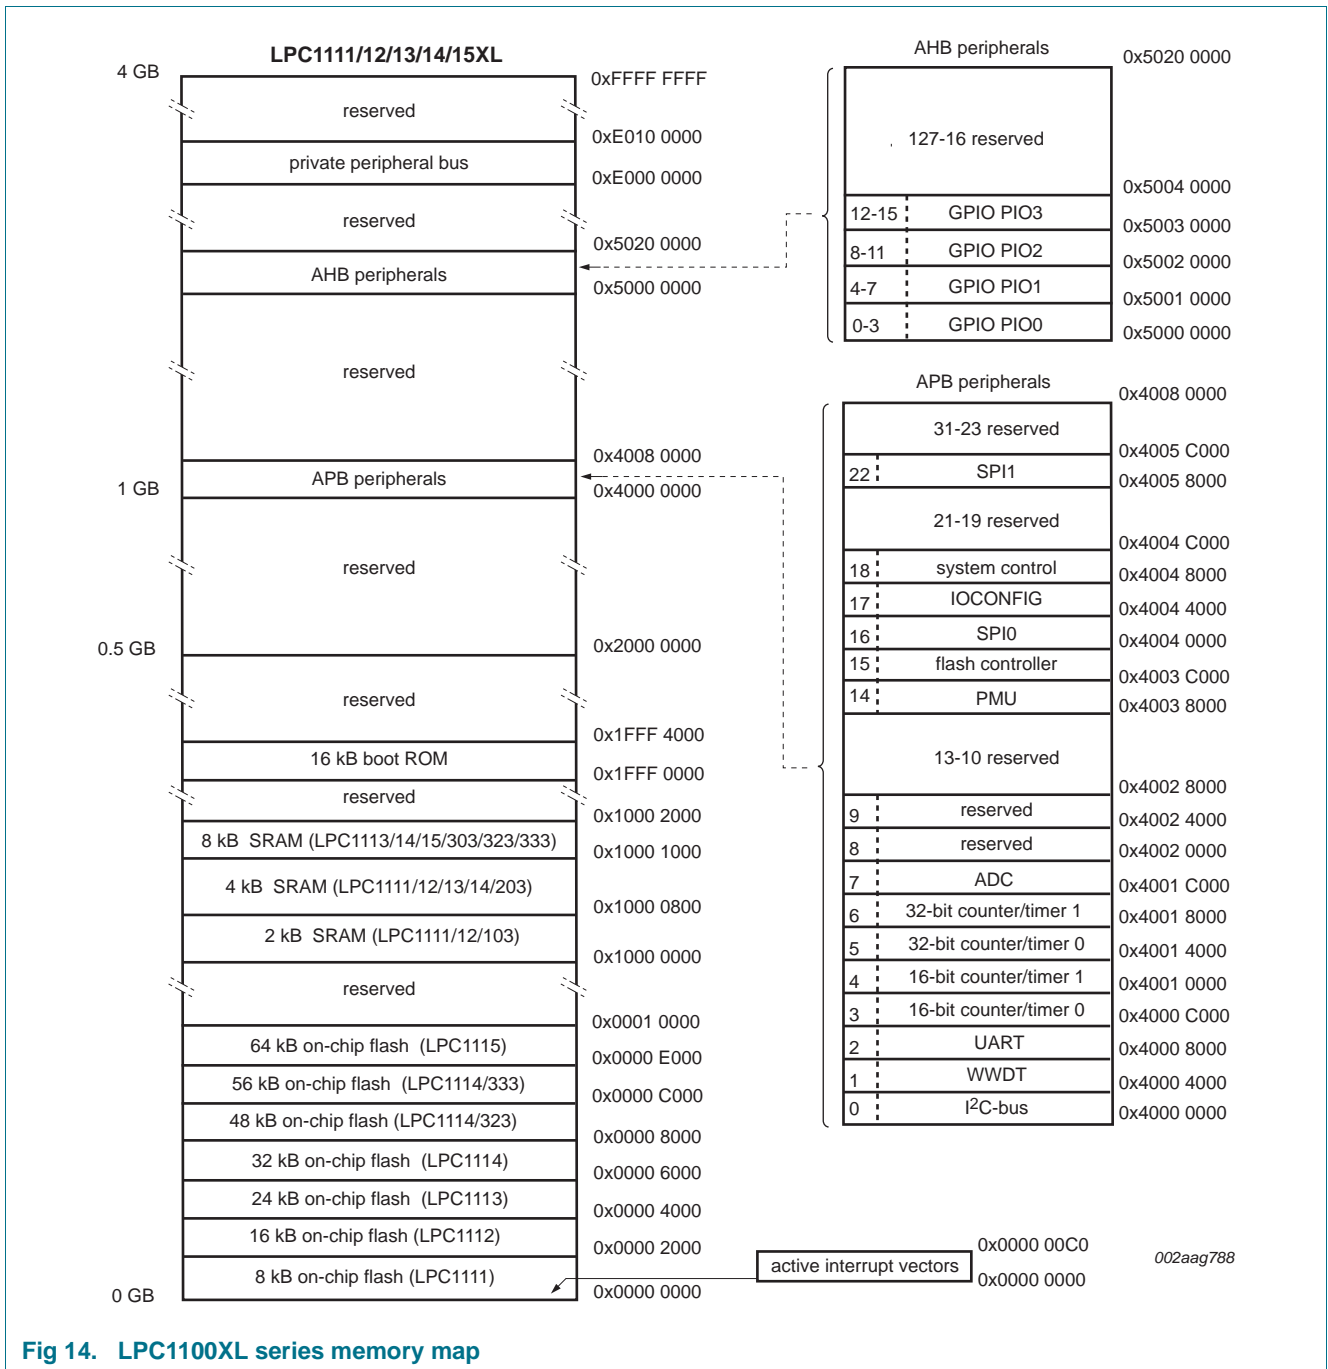 LPC1111/12/13/14/15XL
4 GB
0xFFFF FFFF
reserved
0xE010 0000
private peripheral bus
0xE000 0000
reserved
0x5020 0000
AHB peripherals
0x5000 0000
reserved
0x4008 0000
APB peripherals
1 GB
0x4000 0000
reserved
0.5 GB
0x2000 0000
reserved
0x1FFF 4000
16 kB boot ROM
0x1FFF 0000
reserved
0x1000 2000
8 kB SRAM (LPC1113/14/15/303/323/333)
0x1000 1000
4 kB SRAM (LPC1111/12/13/14/203)
0x1000 0800
2 kB SRAM (LPC1111/12/103)
0x1000 0000
reserved
0x0001 0000
64 kB on-chip flash (LPC1115)
0x0000 E000
56 kB on-chip flash (LPC1114/333)
0x0000 C000
48 kB on-chip flash (LPC1114/323)
0x0000 8000
32 kB on-chip flash (LPC1114)
0x0000 6000
24 kB on-chip flash (LPC1113)
0x0000 4000
16 kB on-chip flash (LPC1112)
0x0000 2000
8 kB on-chip flash (LPC1111)
0 GB
0x0000 0000
AHB peripherals
0x5020 0000
127-16 reserved
0x5004 0000
12-15 GPIO PIO3
0x5003 0000
8-11 GPIO PIO2
0x5002 0000
4-7 GPIO PIO1
0x5001 0000
0-3 GPIO PIO0
0x5000 0000
APB peripherals
0x4008 0000
31-23 reserved
0x4005 C000
22 SPI1
0x4005 8000
21-19 reserved
0x4004 C000
18 system control
0x4004 8000
17 IOCONFIG
0x4004 4000
16 SPI0
0x4004 0000
15 flash controller
0x4003 C000
14 PMU
0x4003 8000
13-10 reserved
0x4002 8000
9 reserved
0x4002 4000
8 reserved
0x4002 0000
7 ADC
0x4001 C000
6 32-bit counter/timer 1
0x4001 8000
5 32-bit counter/timer 0
0x4001 4000
4 16-bit counter/timer 1
0x4001 0000
3 16-bit counter/timer 0
0x4000 C000
2 UART
0x4000 8000
1 WWDT
0x4000 4000
0 I2C-bus
0x4000 0000
0x0000 00C0
active interrupt vectors
0x0000 0000
002aag788
Fig 14. LPC1100XL series memory map